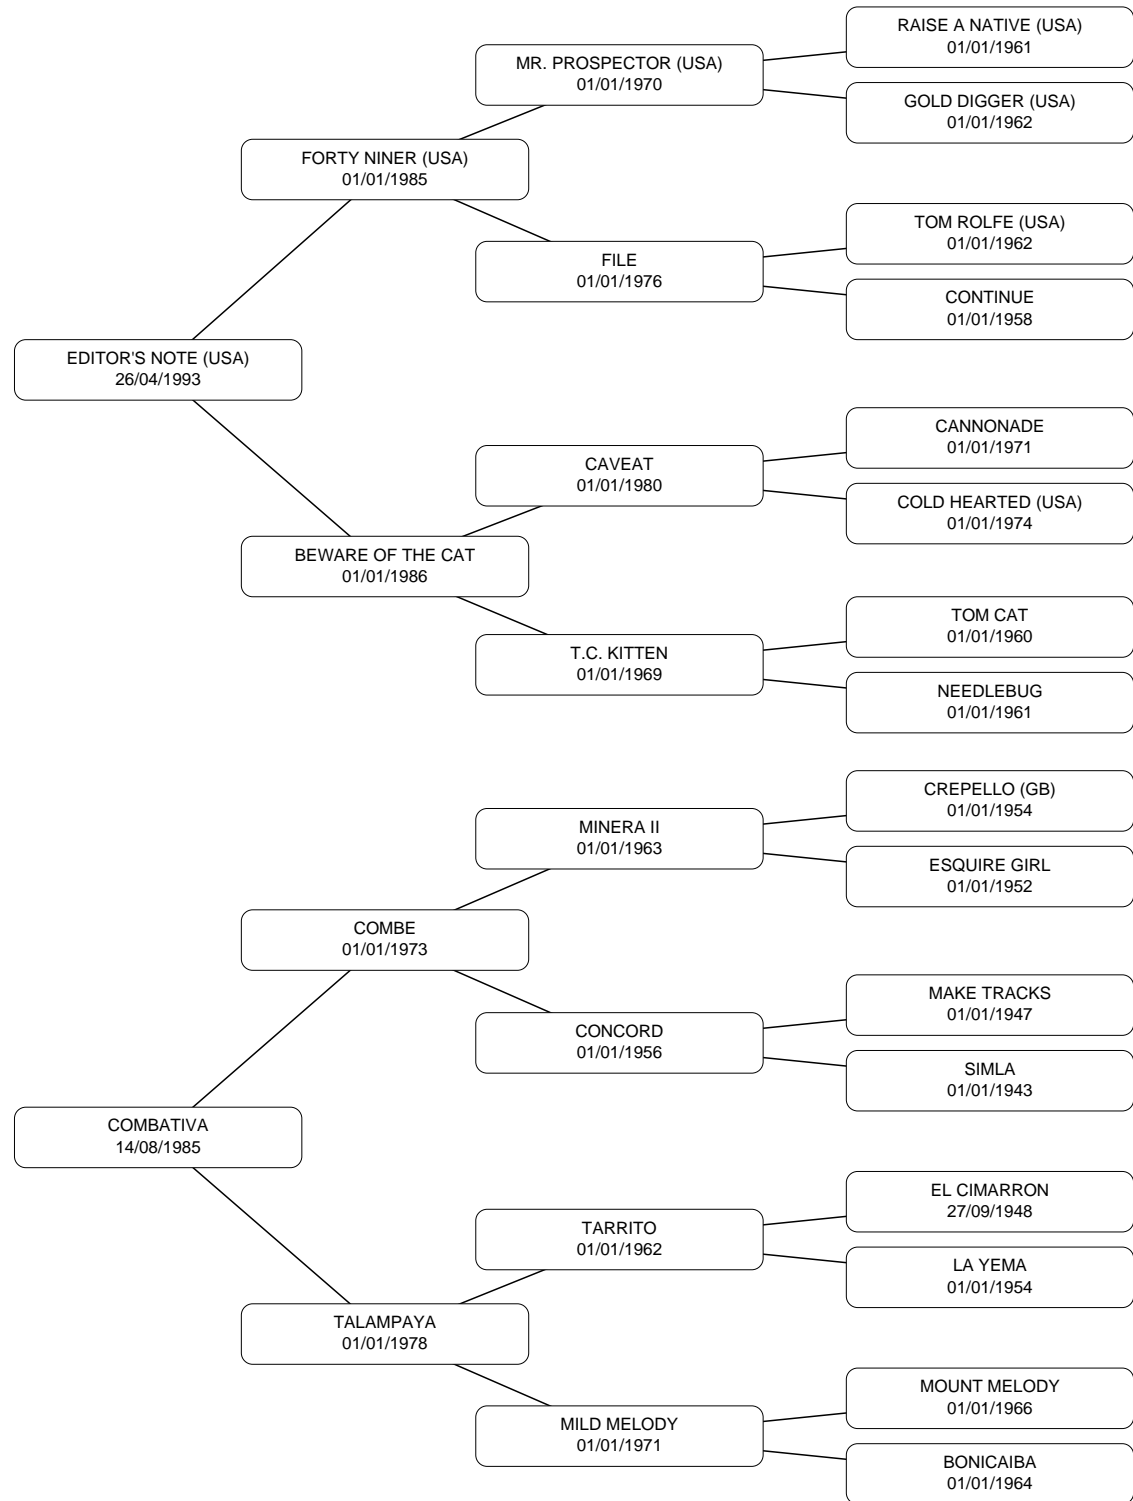 RAISE A NATIVE (USA)
01/01/1961
MR. PROSPECTOR (USA)
01/01/1970
GOLD DIGGER (USA)
01/01/1962
FORTY NINER (USA)
01/01/1985
TOM ROLFE (USA)
01/01/1962
FILE
01/01/1976
CONTINUE
01/01/1958
EDITOR'S NOTE (USA)
26/04/1993
CANNONADE
01/01/1971
CAVEAT
01/01/1980
COLD HEARTED (USA)
01/01/1974
BEWARE OF THE CAT
01/01/1986
TOM CAT
01/01/1960
T.C. KITTEN
01/01/1969
NEEDLEBUG
01/01/1961
CREPELLO (GB)
01/01/1954
MINERA II
01/01/1963
ESQUIRE GIRL
01/01/1952
COMBE
01/01/1973
MAKE TRACKS
01/01/1947
CONCORD
01/01/1956
SIMLA
01/01/1943
COMBATIVA
14/08/1985
EL CIMARRON
27/09/1948
TARRITO
01/01/1962
LA YEMA
01/01/1954
TALAMPAYA
01/01/1978
MOUNT MELODY
01/01/1966
MILD MELODY
01/01/1971
BONICAIBA
01/01/1964